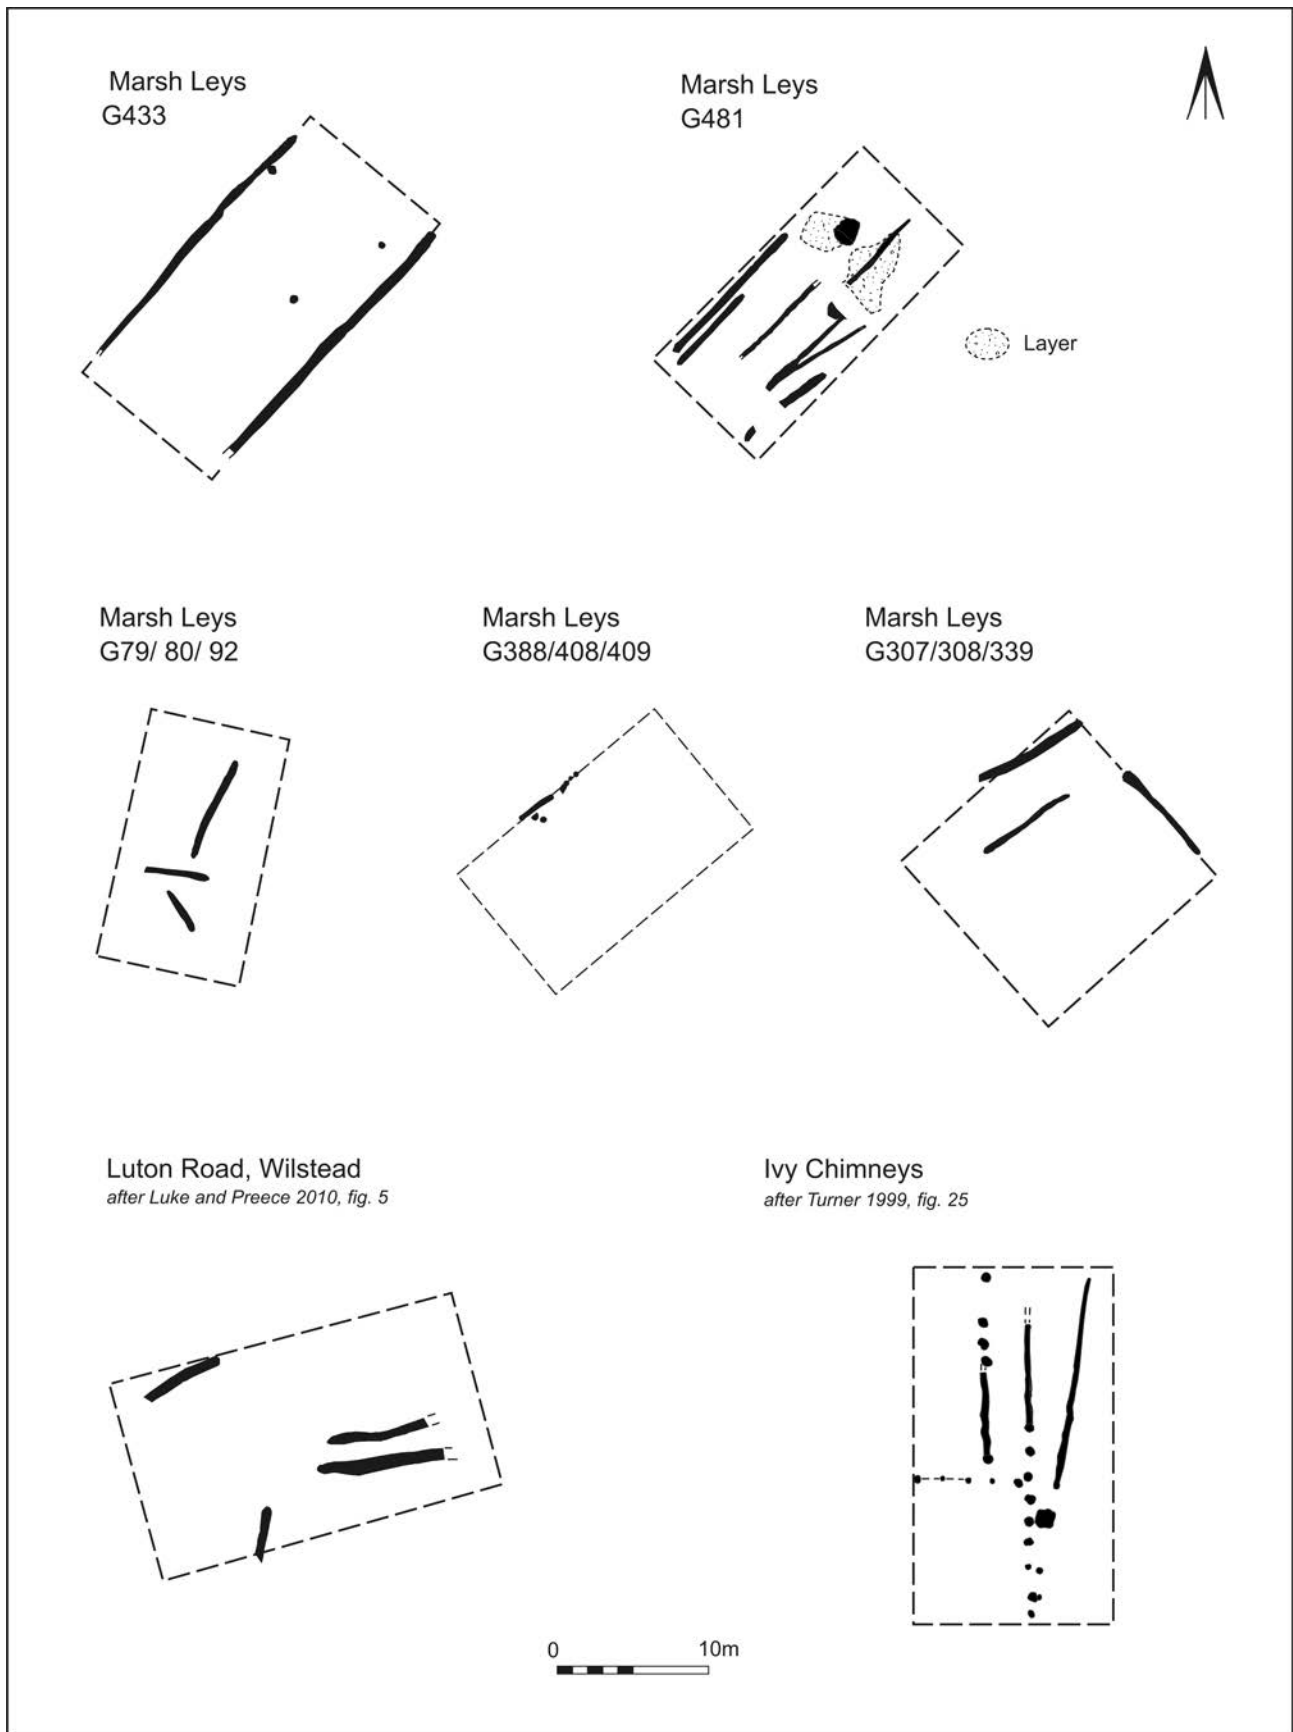 Marsh Leys
G433
Marsh Leys
G481
Layer
Marsh Leys
G79/ 80/ 92
Marsh Leys
G388/408/409
Marsh Leys
G307/308/339
Luton Road, Wilstead
after Luke and Preece 2010, fig. 5
Ivy Chimneys
after Turner 1999, fig. 25
0 10m